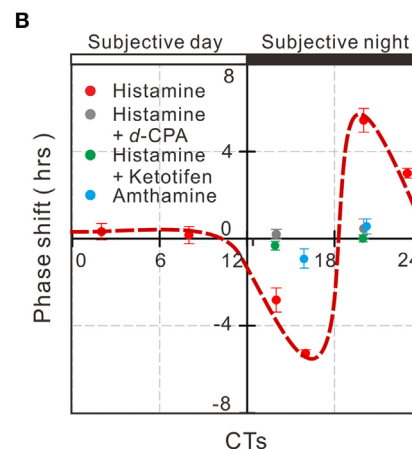 B
Subjective day
Subjective night
8
4
0
-4
-8
Phase shift ( hrs )
Histamine
Histamine
+ d-CPA
Histamine
+ Ketotifen
Amthamine
0
6
12
18
24
CTs